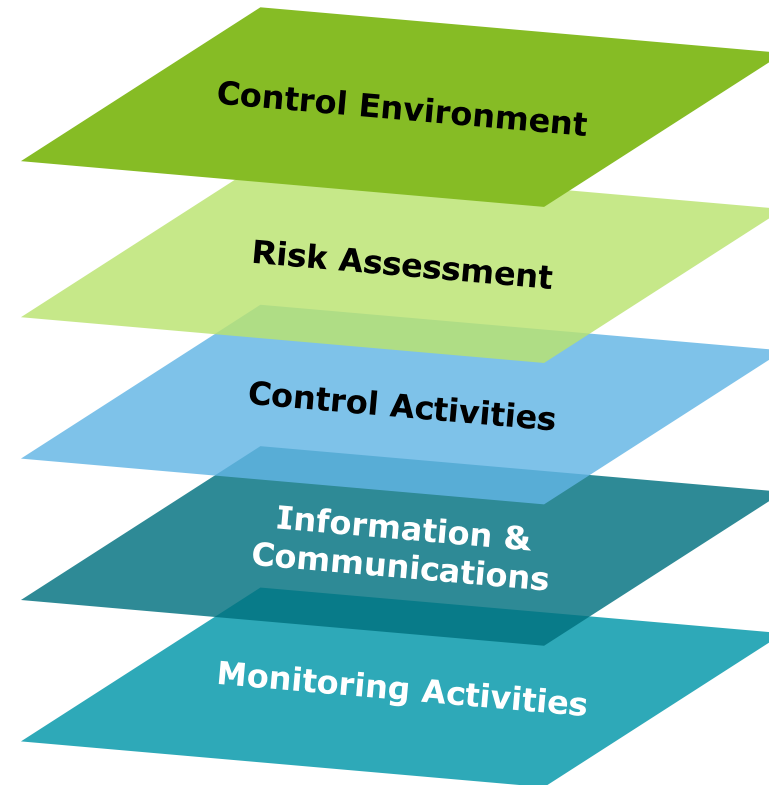 Control Environment
Risk Assessment
Control Activities
Information &
Communications
Monitoring Activities